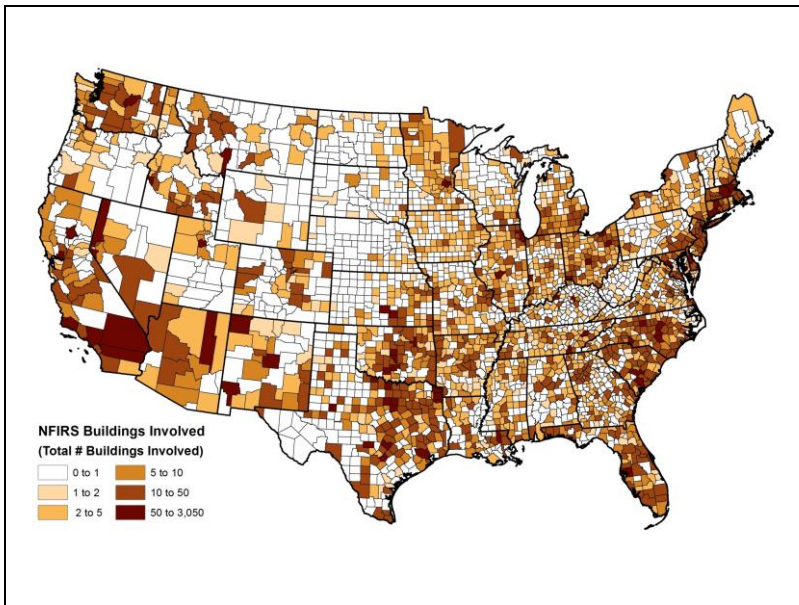 NFIRS Buildings Involved
(Total # Buildings Involved)
0 to 1
5 to 10
1 to 2
10 to 50
2 to 5
50 to 3,050